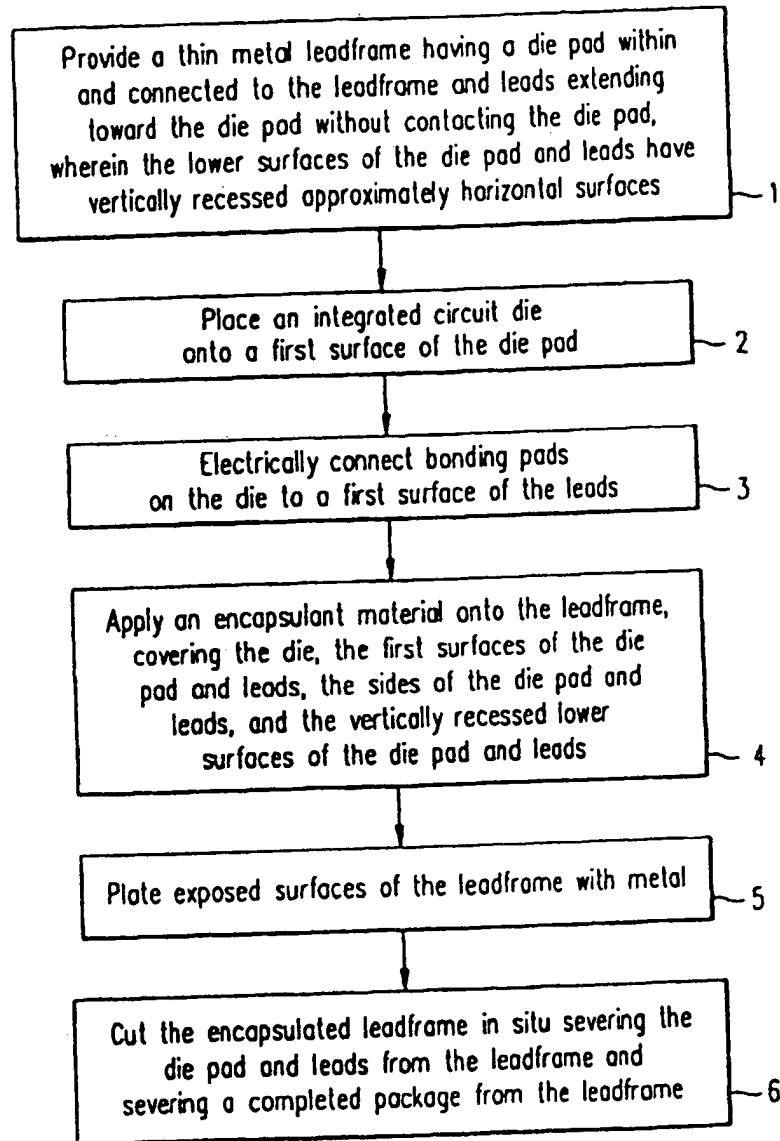 Provide a thin metal leadframe having a die pad within
and connected to the leadframe and leads extending
toward the die pad without contacting the die pad,
wherein the lower surfaces of the die pad and leads have
vertically recessed approximately horizontal surfaces
1
Place an integrated circuit die
onto a first surface of the die pad
2
Electrically connect bonding pads
on the die to a first surface of the leads
3
Apply an encapsulant material onto the leadframe,
covering the die, the first surfaces of the die
pad and leads, the sides of the die pad and
leads, and the vertically recessed lower
surfaces of the die pad and leads
4
Plate exposed surfaces of the leadframe with metal
5
Cut the encapsulated leadframe in situ severing the
die pad and leads from the leadframe and
severing a completed package from the leadframe
6